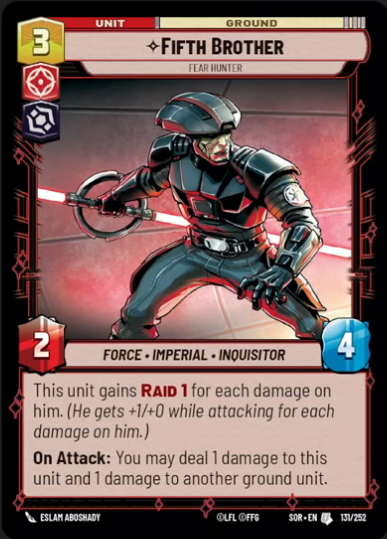 UNIT GROUND
3
FIFTH BROTHER
FEAR HUNTER
2
4
FORCE • IMPERIAL • INQUISITOR
This unit gains RAID 1 for each damage on
him. (He gets +1/+0 while attacking for each
damage on him.)
On Attack: You may deal 1 damage to this
unit and 1 damage to another ground unit.
ESLAM ABOSHADY ©LFL ©FFG SOR • EN 131/252